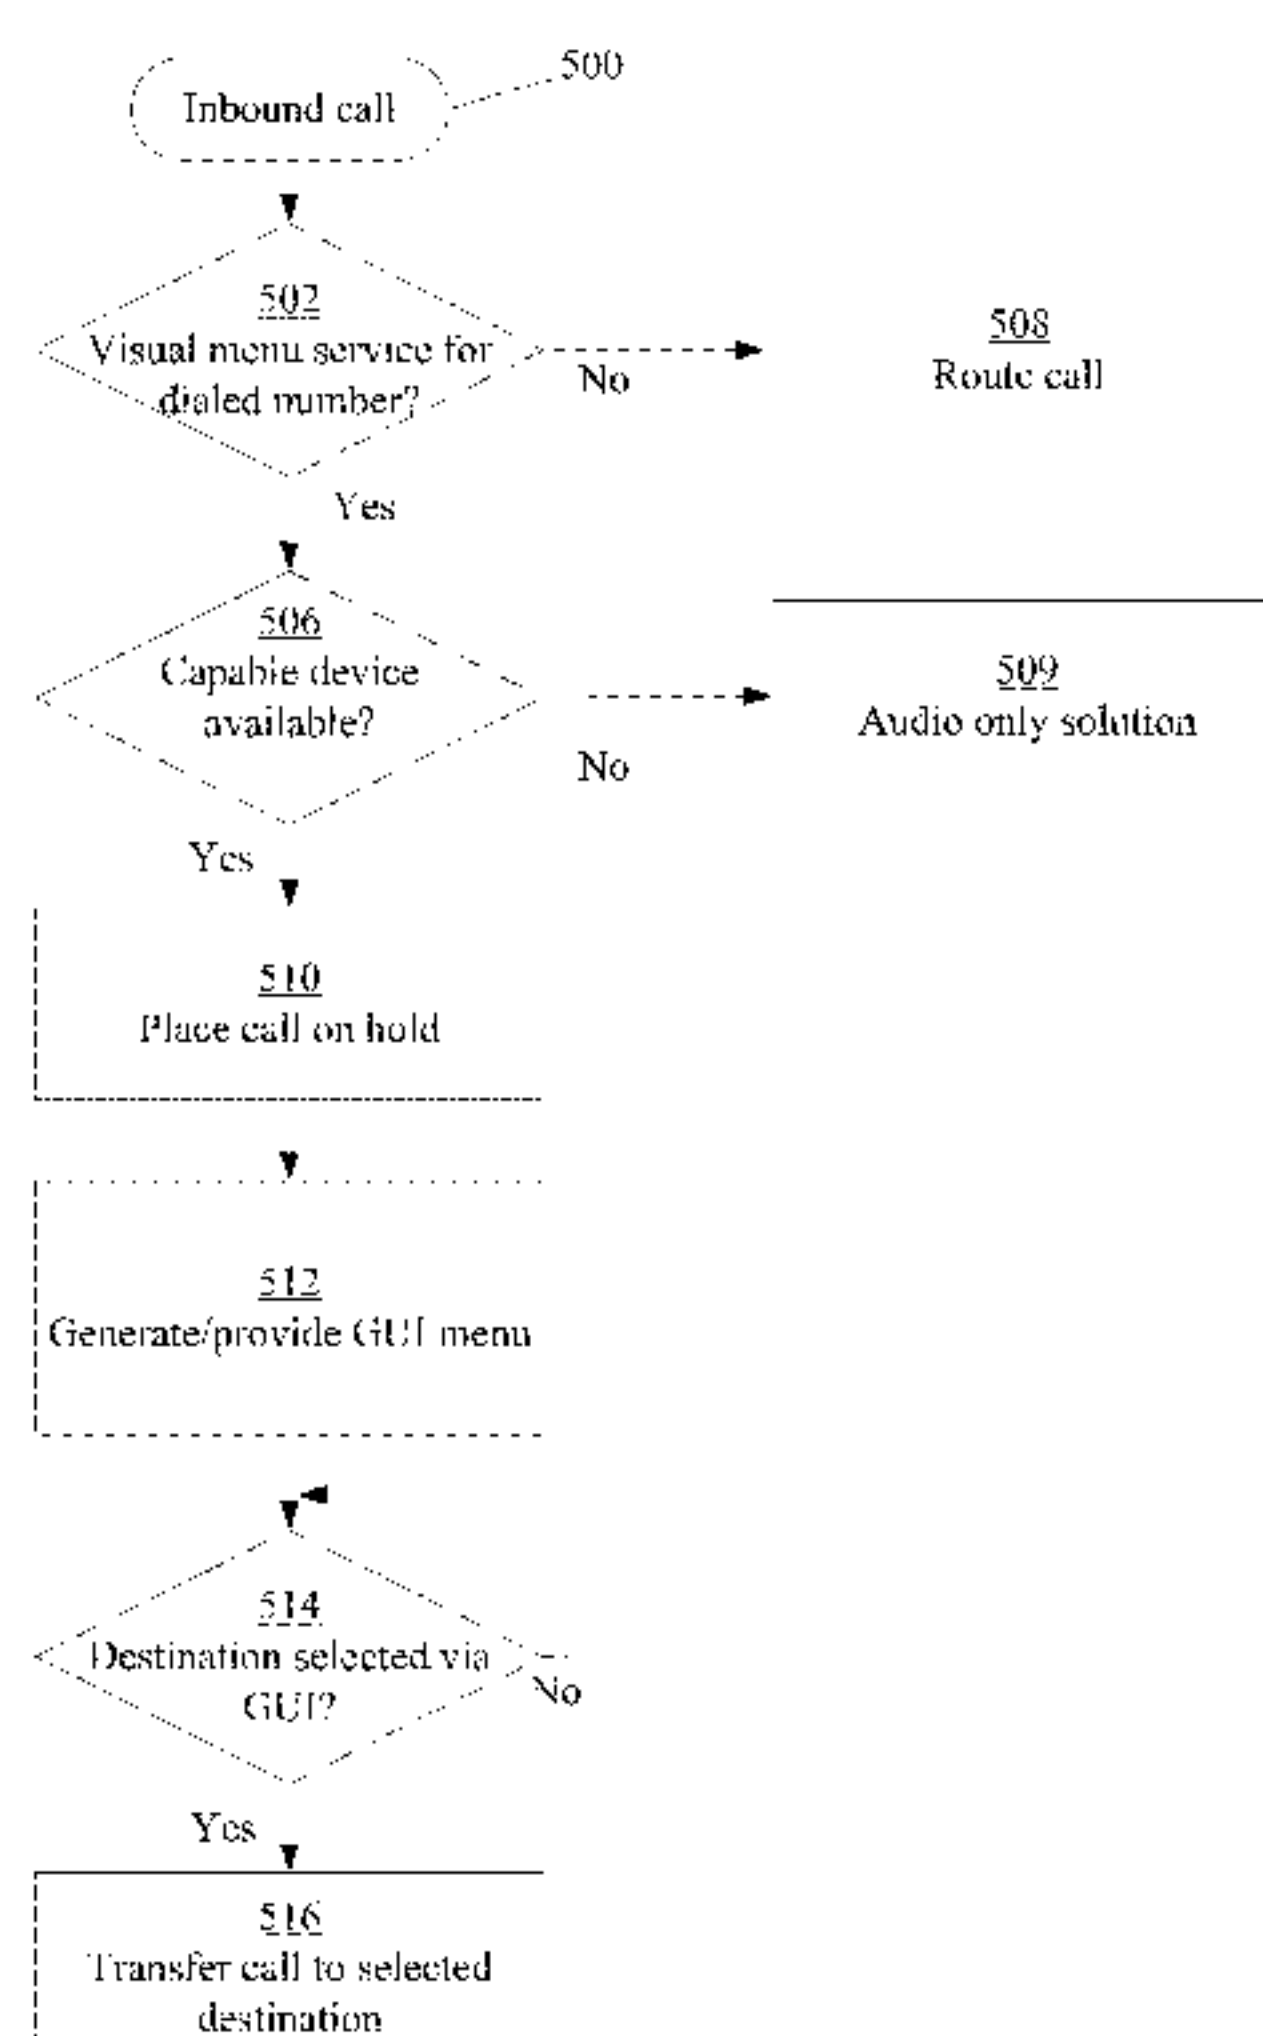 500
Inbound call
502
Visual menu service for
dialed number?
No
508
Route call
Yes
506
Capable device
available?
No
509
Audio only solution
Yes
510
Place call on hold
512
Generate/provide GUI menu
514
Destination selected via
GUI?
No
Yes
516
Transfer call to selected
destination